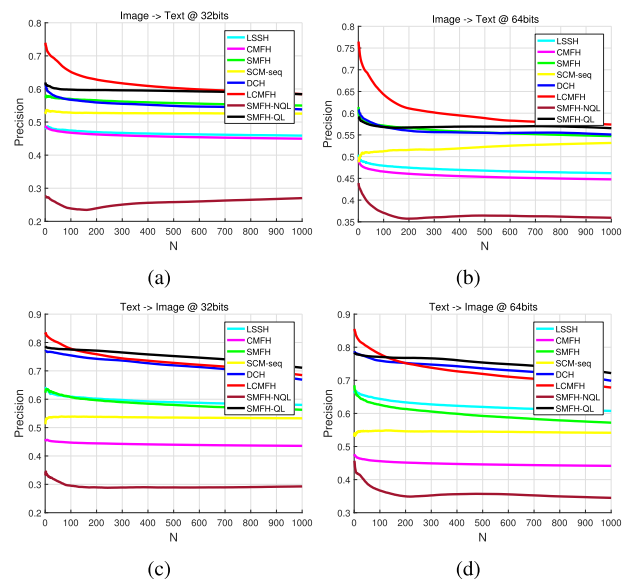 Image -> Text @ 32bits
Precision
0.8
0.7
0.6
0.5
0.4
0.3
0.2
0 100 200 300 400 500 600 700 800 900 1000
N
LSSH
CMFH
SMFH
SCM-seq
DCH
LCMFH
SMFH-NQL
SMFH-QL
(a)
Image -> Text @ 64bits
Precision
0.8
0.75
0.7
0.65
0.6
0.55
0.5
0.45
0.4
0.35
0 100 200 300 400 500 600 700 800 900 1000
N
LSSH
CMFH
SMFH
SCM-seq
DCH
LCMFH
SMFH-NQL
SMFH-QL
(b)
Text -> Image @ 32bits
Precision
0.9
0.8
0.7
0.6
0.5
0.4
0.3
0.2
0 100 200 300 400 500 600 700 800 900 1000
N
LSSH
CMFH
SMFH
SCM-seq
DCH
LCMFH
SMFH-NQL
SMFH-QL
(c)
Text -> Image @ 64bits
Precision
0.9
0.8
0.7
0.6
0.5
0.4
0.3
0 100 200 300 400 500 600 700 800 900 1000
N
LSSH
CMFH
SMFH
SCM-seq
DCH
LCMFH
SMFH-NQL
SMFH-QL
(d)